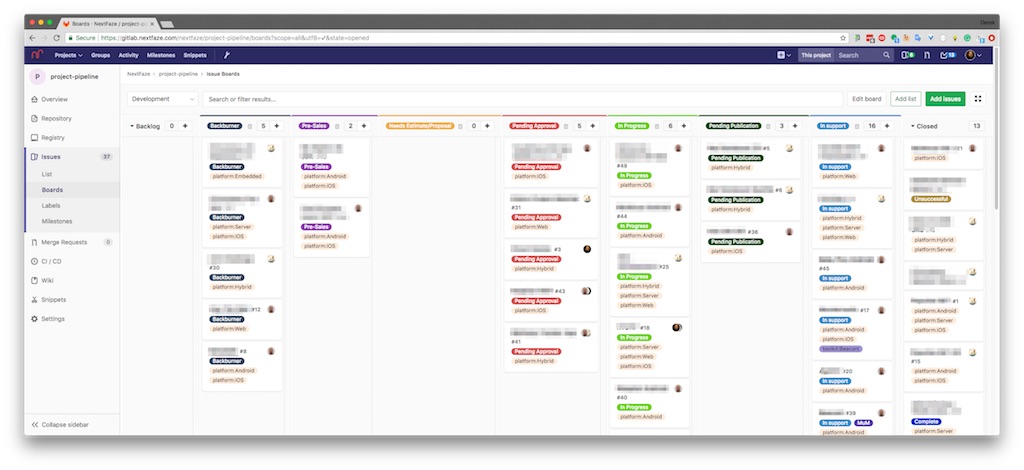 Boards · NextFaze / project-p
Derek
Secure https://gitlab.nextfaze.com/nextfaze/project-pipeline/boards?scope=all&utf8=✓&state=opened
Projects Groups Activity Milestones Snippets
This project Search
P project-pipeline
NextFaze > project-pipeline > Issue Boards
Overview
Repository
Registry
Issues 37
List
Boards
Labels
Milestones
Merge Requests 0
CI / CD
Wiki
Snippets
Settings
Collapse sidebar
Development Search or filter results... Edit board Add list Add issues
Backlog 0 +
Backburner 5 +
Backburner
platform:Embedded
Backburner
platform:Server
platform:iOS
#30
Backburner
platform:Hybrid
#12
Backburner
platform:Web
#8
Backburner
platform:Android
platform:iOS
Pre-Sales 2 +
Pre-Sales
platform:Android
platform:iOS
Pre-Sales
platform:Android
platform:iOS
Needs Estimate/Proposal 0 +
Pending Approval 5 +
Pending Approval
platform:iOS
#31
Pending Approval
platform:Web
#3
Pending Approval
platform:Hybrid
#43
Pending Approval
platform:iOS
#41
Pending Approval
platform:Hybrid
In Progress 6 +
#48
In Progress
platform:iOS
#44
In Progress
platform:Android
#25
In Progress
platform:Hybrid
platform:Server
platform:Web
#18
In Progress
platform:Server
platform:Web
platform:iOS
#40
In Progress
platform:Android
Pending Publication 3 +
#5
Pending Publication
platform:Hybrid
#6
Pending Publication
platform:Hybrid
#36
Pending Publication
platform:iOS
In support 16 +
In support
platform:Web
In support
platform:Hybrid
platform:Server
platform:Web
#45
In support
platform:Android
#17
In support
platform:Android
platform:iOS
#20
In support
platform:Android
#39
In support MuM
platform:Android
Closed 13
platform:iOS
Unsuccessful
platform:Hybrid
platform:Server
#1
platform:Android
platform:Server
platform:iOS
#15
platform:Android
platform:iOS
Complete
platform:Server